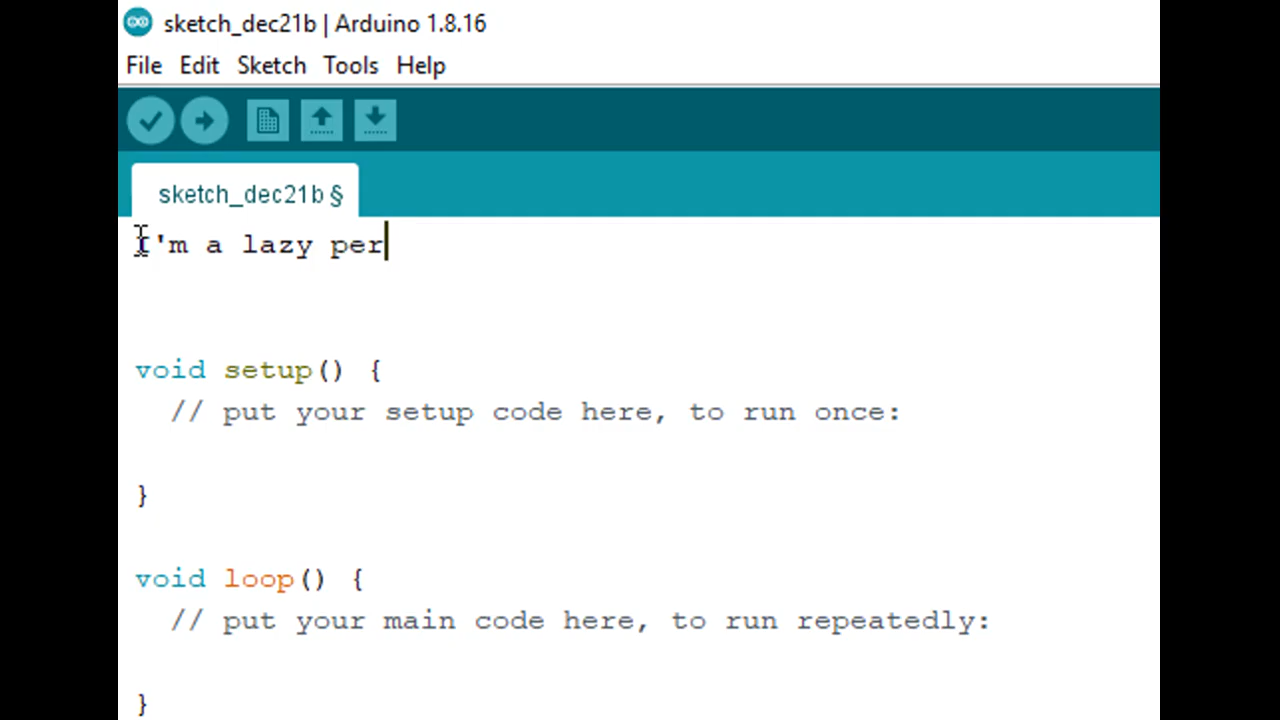 sketch_dec21b | Arduino 1.8.16
File Edit Sketch Tools Help
sketch_dec21b §
I'm a lazy per
void setup() {
// put your setup code here, to run once:
}
void loop() {
// put your main code here, to run repeatedly:
}